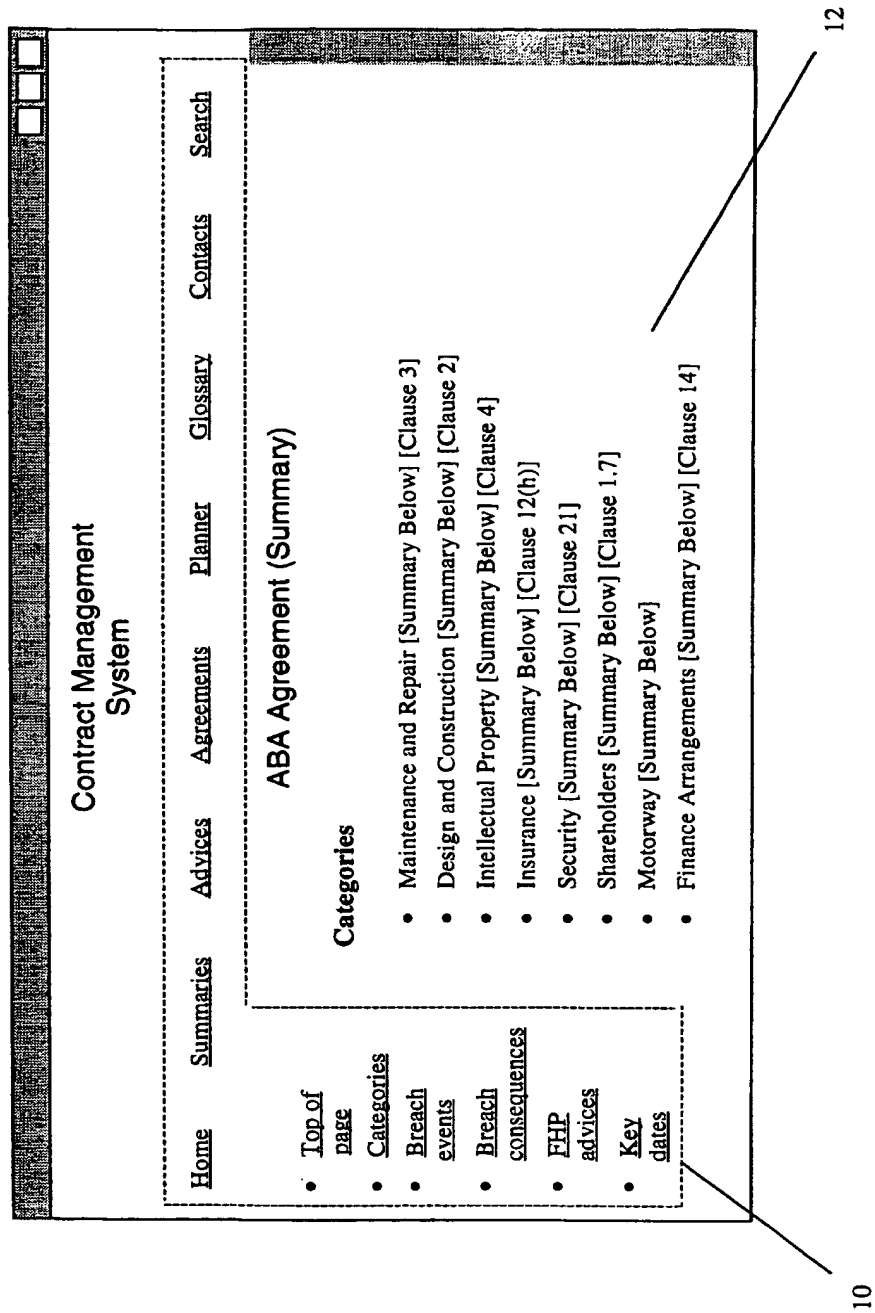 Contract Management
System
Home Summaries Advices Agreements Planner Glossary Contacts Search
• Top of
page
• Categories
• Breach
events
• Breach
consequences
• FHP
advices
• Key
dates
ABA Agreement (Summary)
Categories
• Maintenance and Repair [Summary Below] [Clause 3]
• Design and Construction [Summary Below] [Clause 2]
• Intellectual Property [Summary Below] [Clause 4]
• Insurance [Summary Below] [Clause 12(h)]
• Security [Summary Below] [Clause 21]
• Shareholders [Summary Below] [Clause 1.7]
• Motorway [Summary Below]
• Finance Arrangements [Summary Below] [Clause 14]
10
12